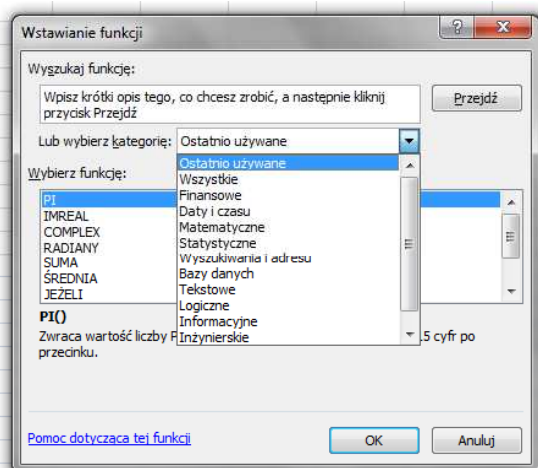 Wstawianie funkcji
Wyszukaj funkcję:
Wpisz krótki opis tego, co chcesz zrobić, a następnie kliknij
przycisk Przejdź
Przejdź
Lub wybierz kategorię: Ostatnio używane
Ostatnio używane
Wszystkie
Finansowe
Daty i czasu
Matematyczne
Statystyczne
Wyszukiwania i adresu
Bazy danych
Tekstowe
Logiczne
Informacyjne
Inżynierskie
Wybierz funkcję:
PI
IMREAL
COMPLEX
RADIANY
SUMA
ŚREDNIA
JEŻELI
PI()
Zwraca wartość liczby P 5 cyfr po
przecinku.
Pomoc dotycząca tej funkcji
OK
Anuluj